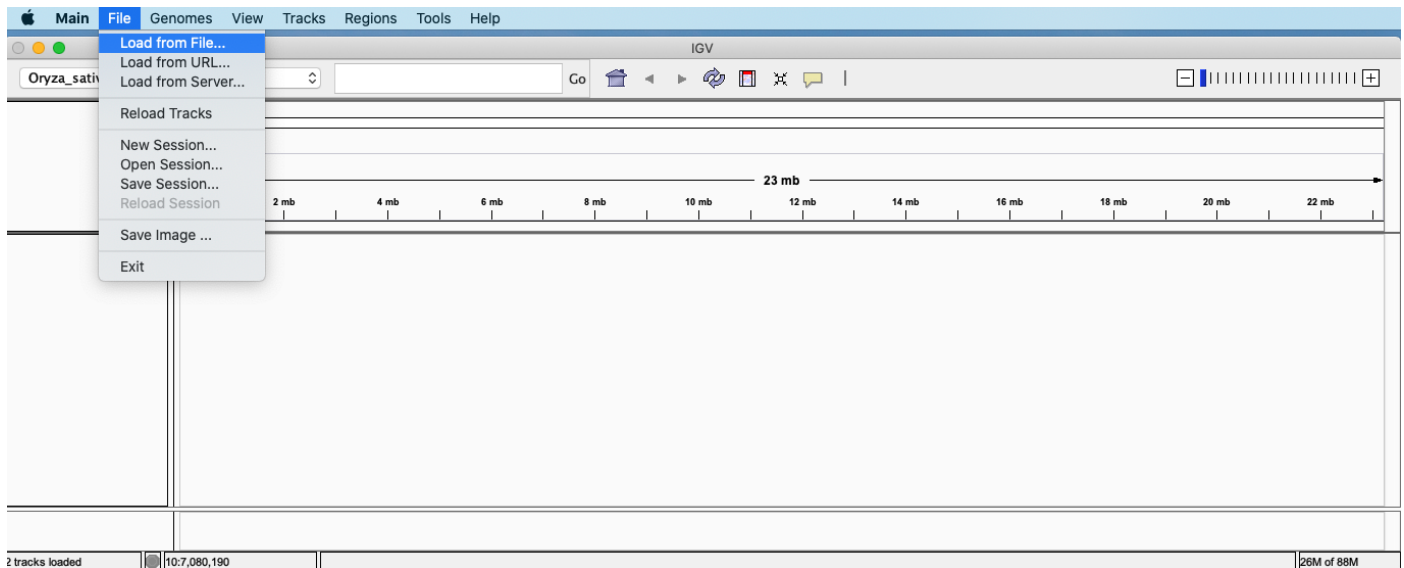 Main File Genomes View Tracks Regions Tools Help
IGV
Load from File...
Load from URL...
Load from Server...
Reload Tracks
New Session...
Open Session...
Save Session...
Reload Session
Save Image ...
Exit
Oryza_sativ
Go
23 mb
2 mb 4 mb 6 mb 8 mb 10 mb 12 mb 14 mb 16 mb 18 mb 20 mb 22 mb
2 tracks loaded 10:7,080,190 26M of 88M